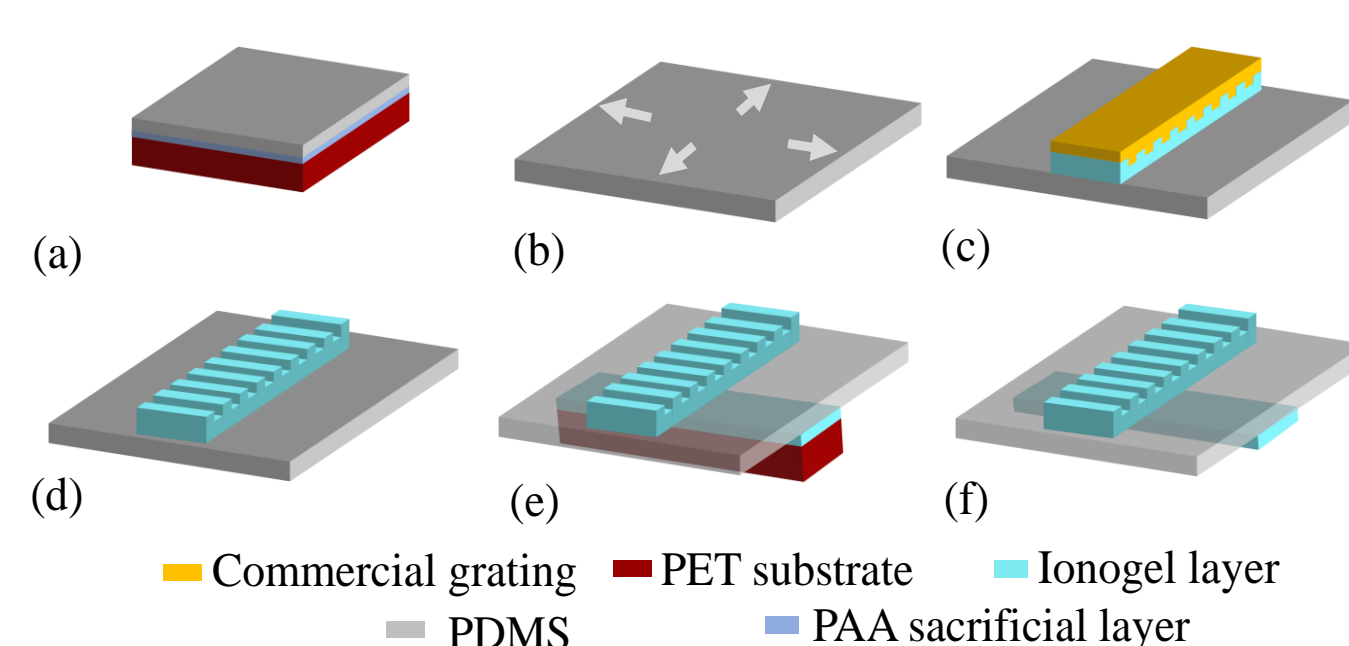 (a)
(b)
(c)
(d)
(e)
(f)
Commercial grating PET substrate Ionogel layer
PDMS PAA sacrificial layer